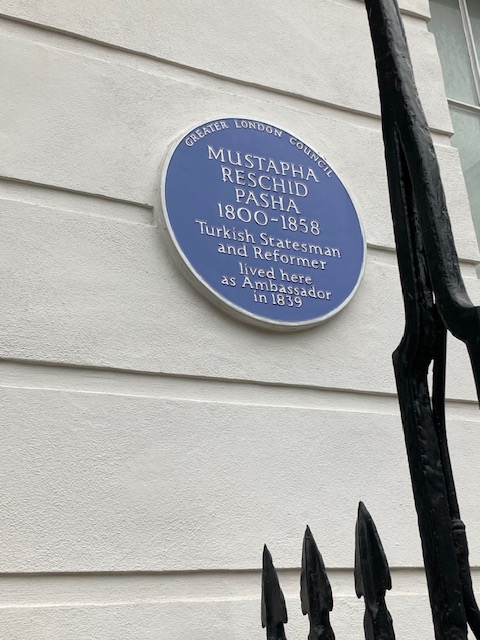 GREATER LONDON COUNCIL
MUSTAPHA
RESCHID
PASHA
1800-1858
Turkish Statesman
and Reformer
lived here
as Ambassador
in 1839